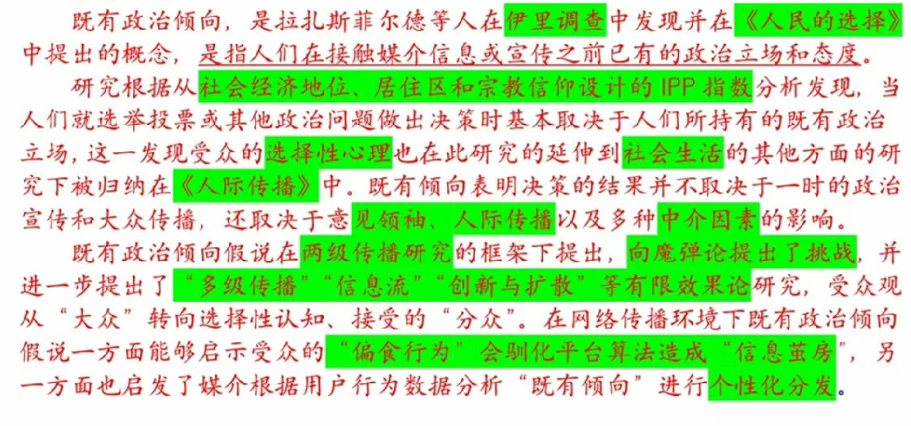 既有政治倾向，是拉扎斯菲尔德等人在伊里调查中发现并在《人民的选择》
中提出的概念，是指人们在接触媒介信息或宣传之前已有的政治立场和态度。
研究根据从社会经济地位、居住区和宗教信仰设计的 IPP 指数分析发现，当
人们就选举投票或其他政治问题做出决策时基本取决于人们所持有的既有政治
立场，这一发现受众的选择性心理也在此研究的延伸到社会生活的其他方面的研
究下被归纳在《人际传播》中。既有倾向表明决策的结果并不取决于一时的政治
宣传和大众传播，还取决于意见领袖、人际传播以及多种中介因素的影响。
既有政治倾向假说在两级传播研究的框架下提出，向魔弹论提出了挑战，并
进一步提出了“多级传播”“信息流”“创新与扩散”等有限效果论研究，受众观
从“大众”转向选择性认知、接受的“分众”。在网络传播环境下既有政治倾向
假说一方面能够启示受众的“偏食行为”会驯化平台算法造成“信息茧房”，另
一方面也启发了媒介根据用户行为数据分析“既有倾向”进行个性化分发。